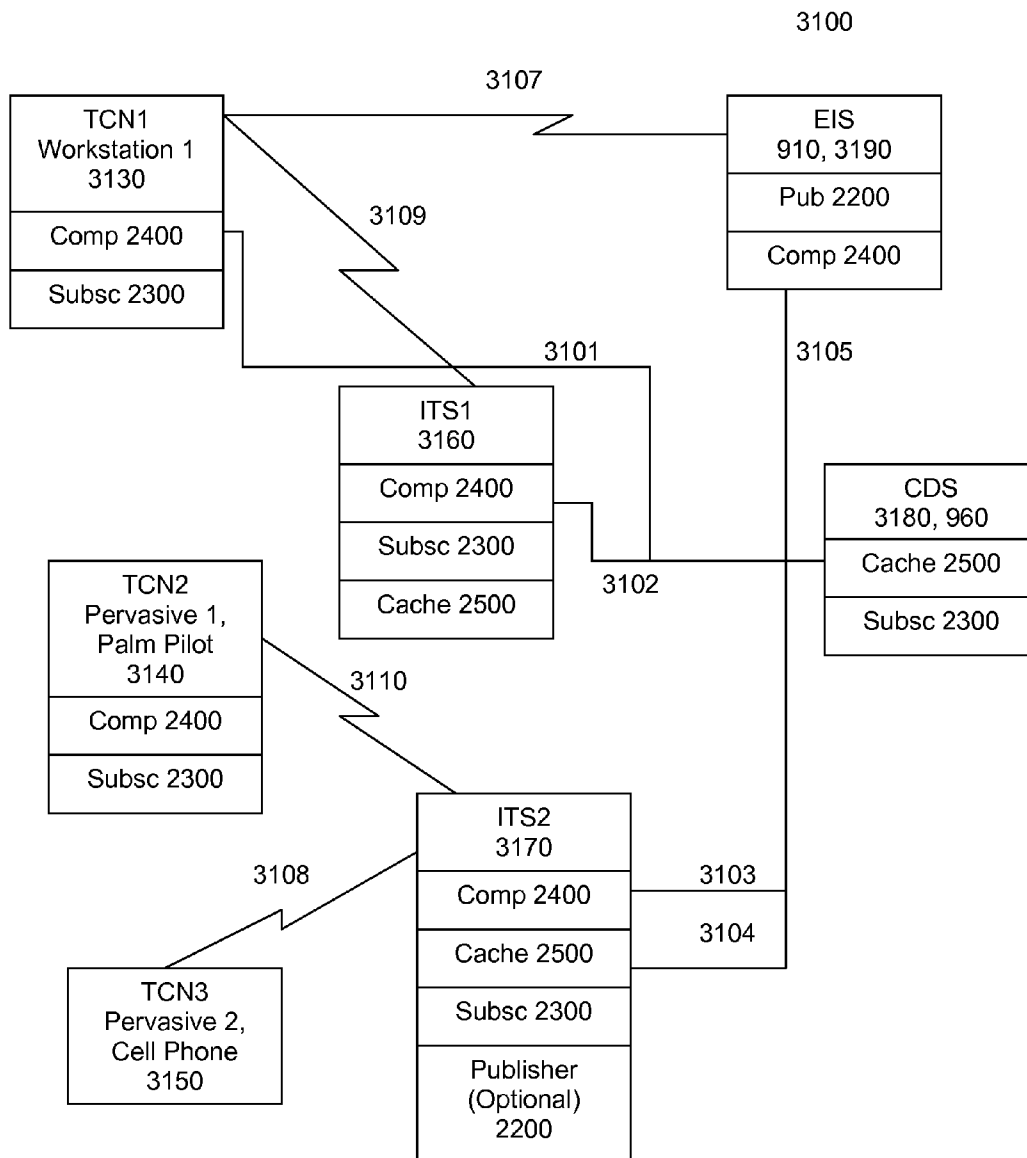 3100
3107
TCN1
Workstation 1
3130
Comp 2400
Subsc 2300
EIS
910, 3190
Pub 2200
Comp 2400
3109
3101
3105
ITS1
3160
Comp 2400
Subsc 2300
Cache 2500
3102
CDS
3180, 960
Cache 2500
Subsc 2300
TCN2
Pervasive 1,
Palm Pilot
3140
Comp 2400
Subsc 2300
3110
ITS2
3170
Comp 2400
Cache 2500
Subsc 2300
Publisher
(Optional)
2200
3103
3104
3108
TCN3
Pervasive 2,
Cell Phone
3150